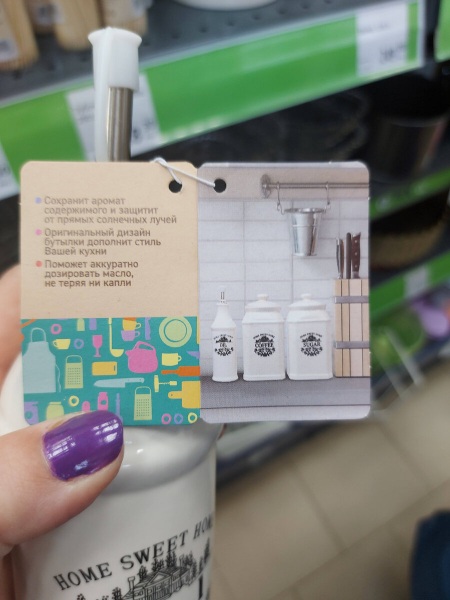 Сохранит аромат
содержимого и защитит
от прямых солнечных лучей
Оригинальный дизайн
бутылки дополнит стиль
Вашей кухни
Поможет аккуратно
дозировать масло,
не теряя ни капли
OIL
COFFEE
SUGAR
HOME SWEET HOME